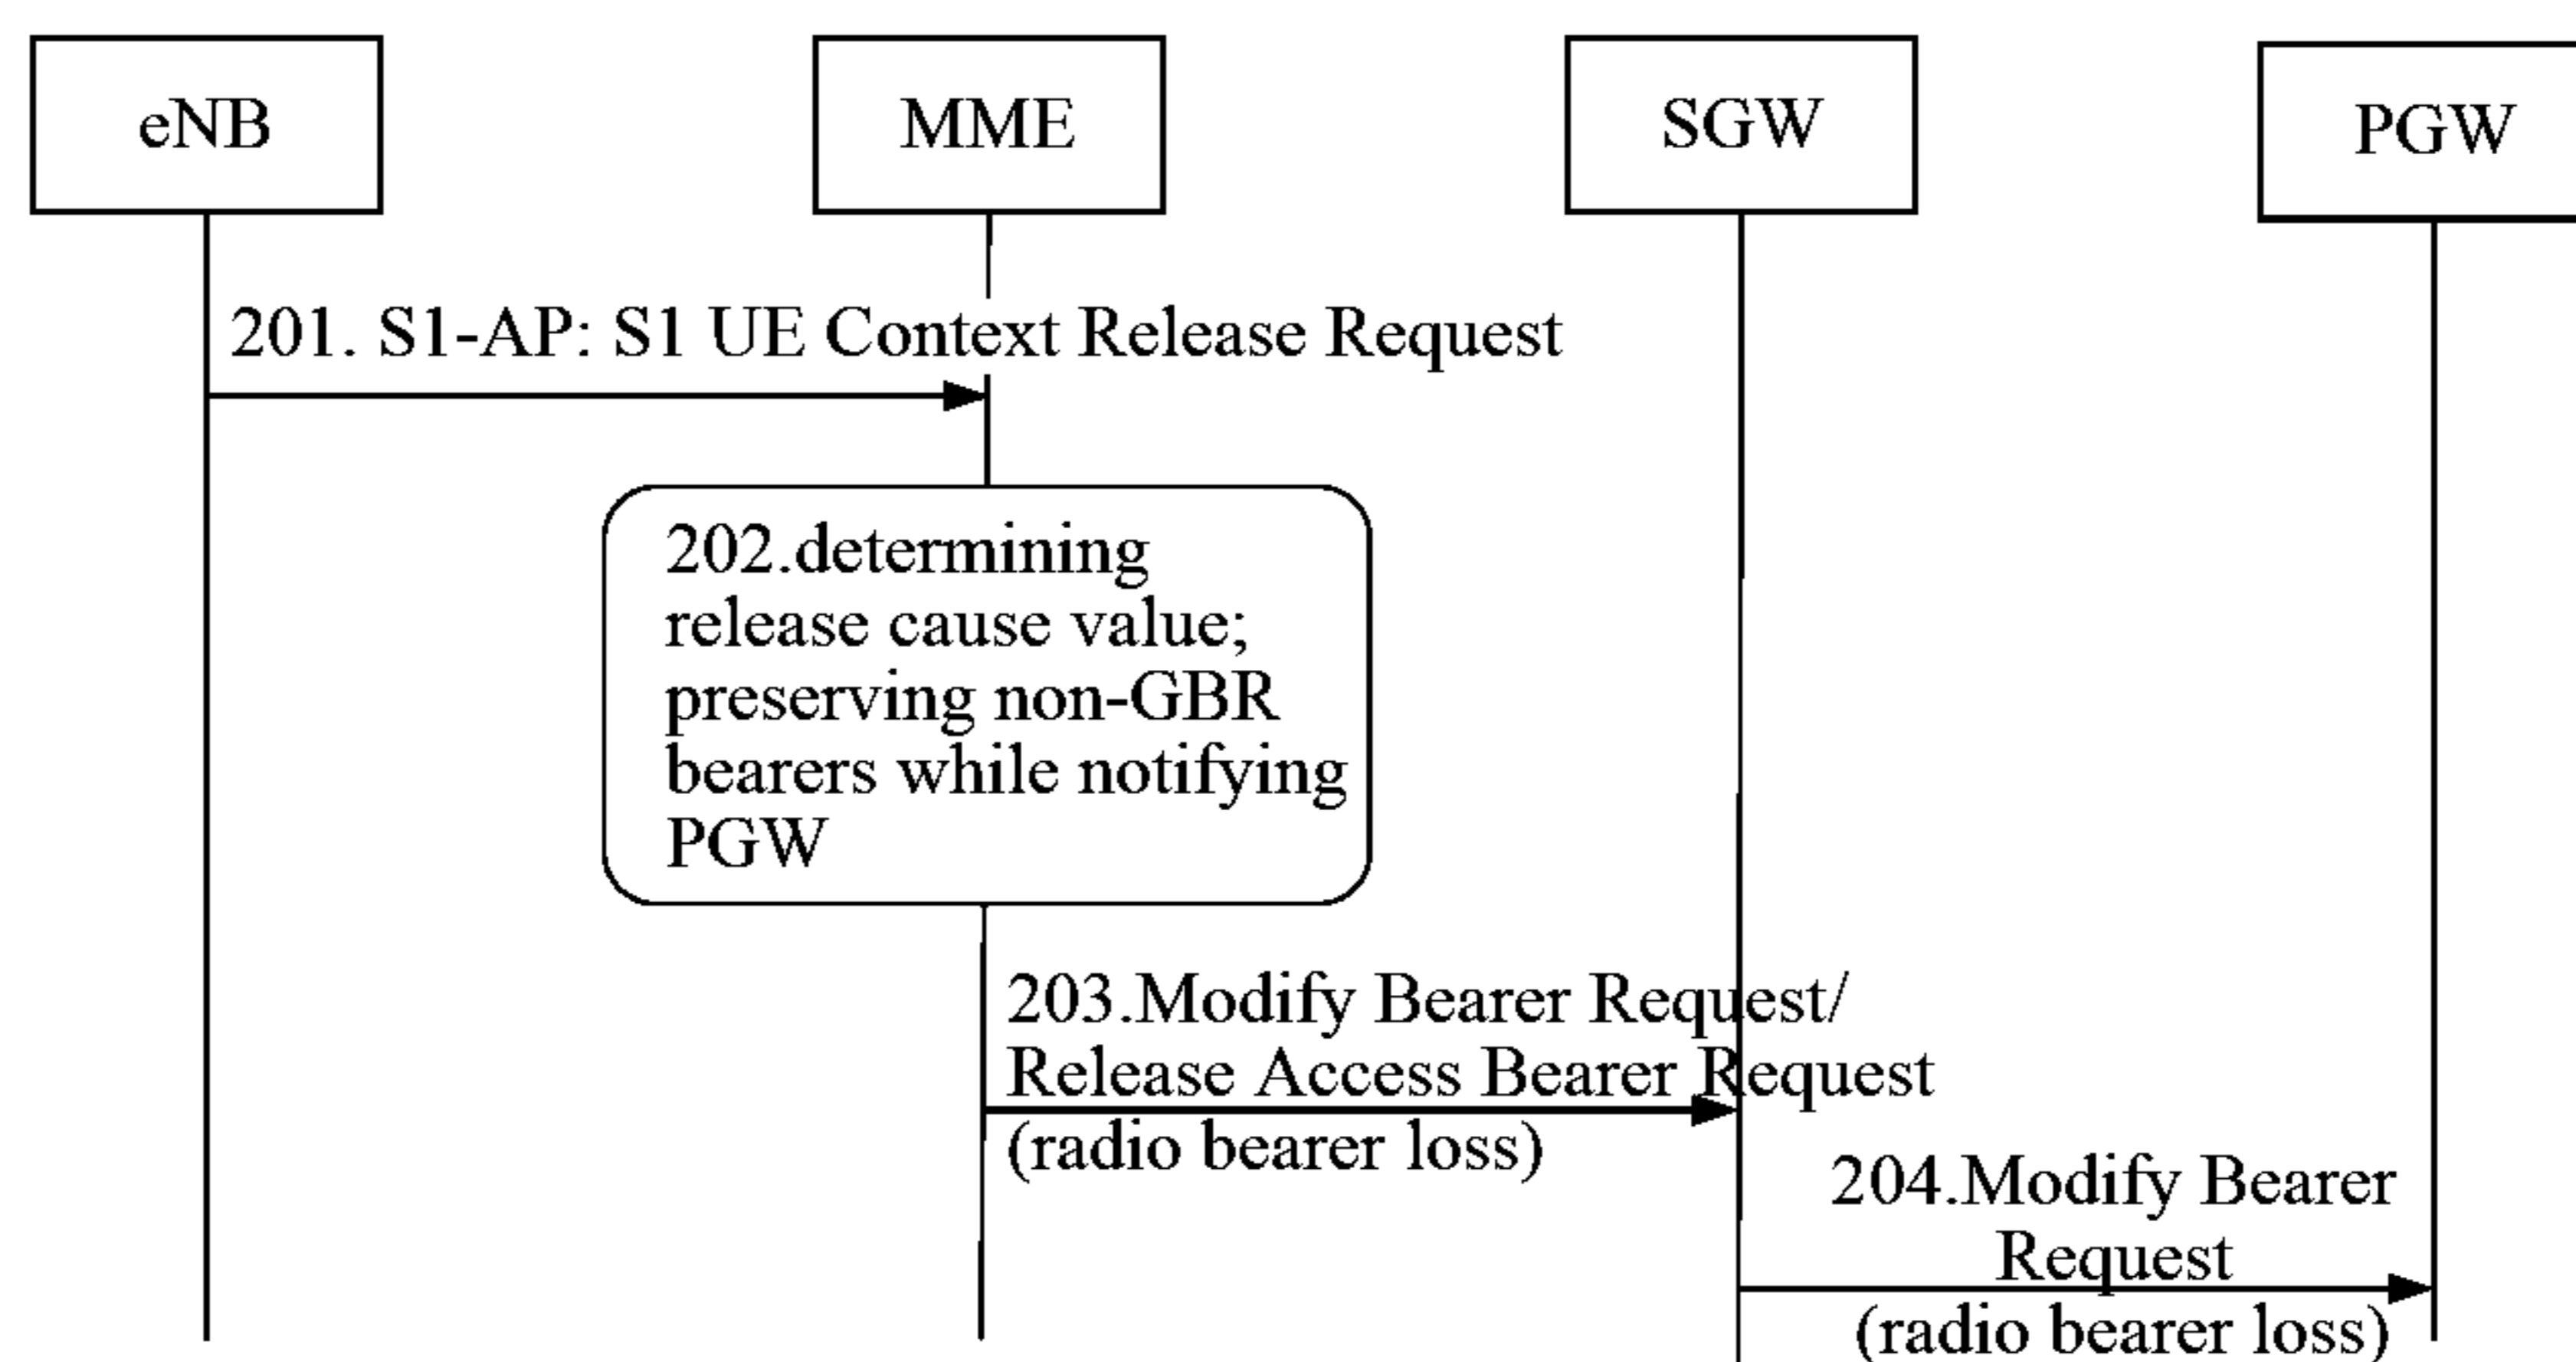 eNB
MME
SGW
PGW
201. S1-AP: S1 UE Context Release Request
202.determining
release cause value;
preserving non-GBR
bearers while notifying
PGW
203.Modify Bearer Request/
Release Access Bearer Request
(radio bearer loss)
204.Modify Bearer
Request
(radio bearer loss)